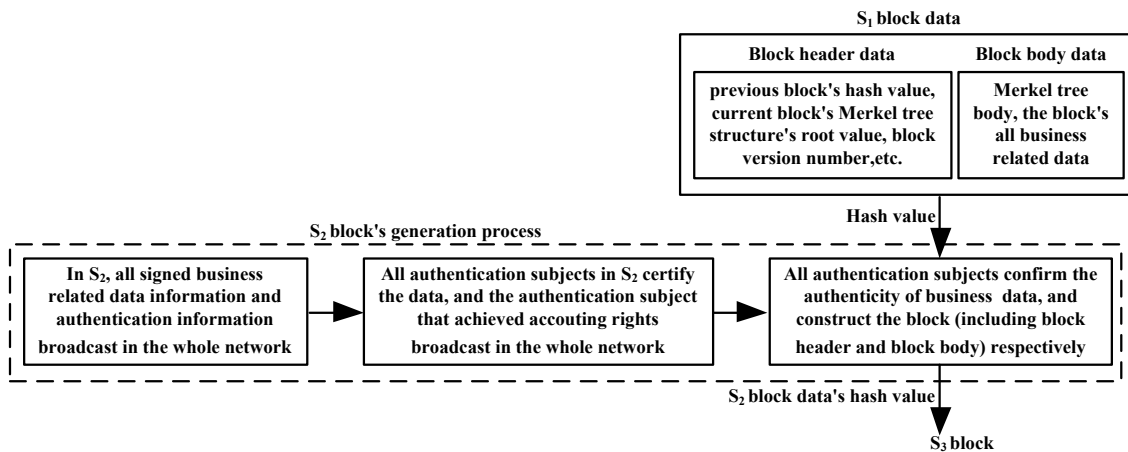 S₁ block data
Block header data
Block body data
previous block's hash value,
current block's Merkel tree
structure's root value, block
version number,etc.
Merkel tree
body, the block's
all business
related data
Hash value
S₂ block's generation process
In S₂, all signed business
related data information and
authentication information
broadcast in the whole network
All authentication subjects in S₂ certify
the data, and the authentication subject
that achieved accouting rights
broadcast in the whole network
All authentication subjects confirm the
authenticity of business data, and
construct the block (including block
header and block body) respectively
S₂ block data's hash value
S₃ block